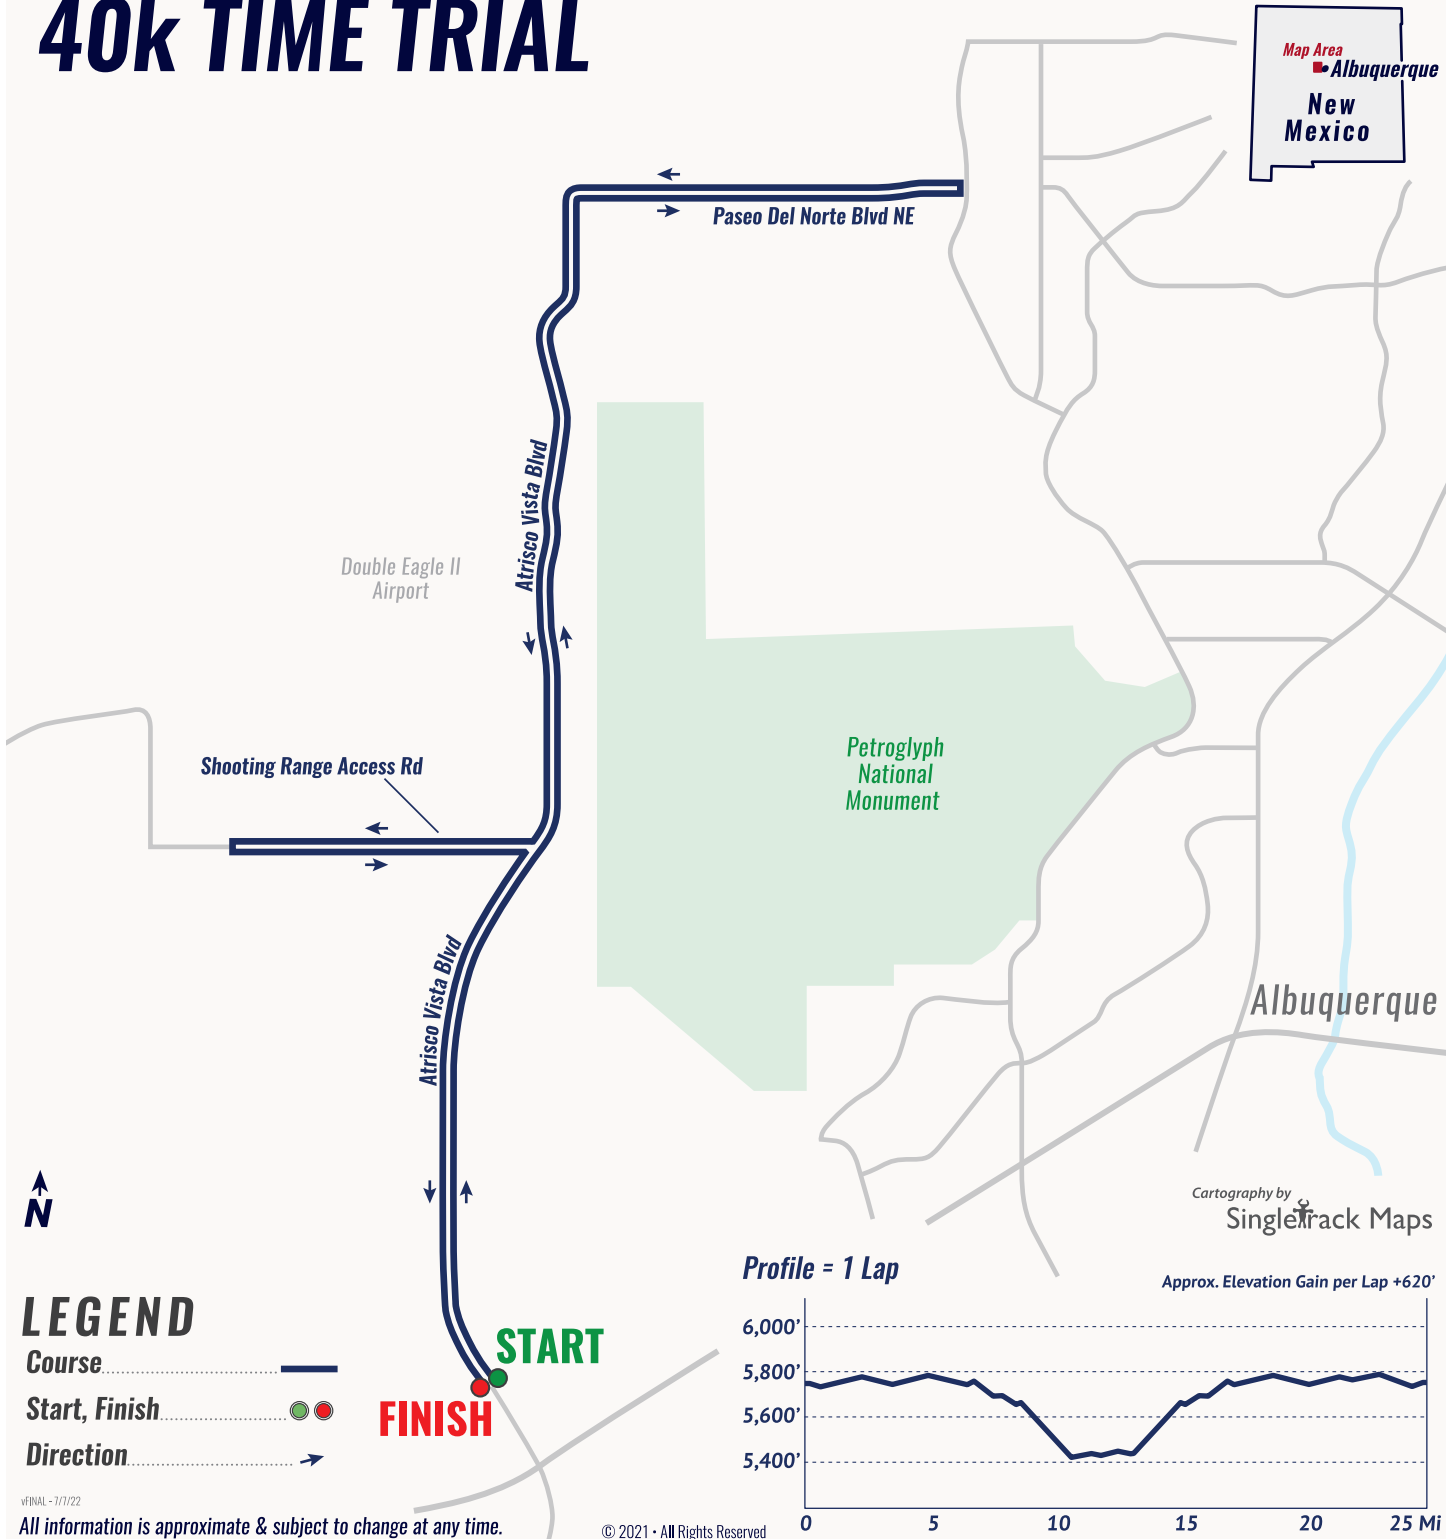 40k TIME TRIAL
Map Area
Albuquerque
New
Mexico
Paseo Del Norte Blvd NE
Atrisco Vista Blvd
Double Eagle II
Airport
Shooting Range Access Rd
Petroglyph
National
Monument
Atrisco Vista Blvd
Albuquerque
N
Cartography by
SingleTrack Maps
START
FINISH
LEGEND
Course
Start, Finish
Direction
vFINAL - 7/7/22
All information is approximate & subject to change at any time.
© 2021 • All Rights Reserved
Profile = 1 Lap
Approx. Elevation Gain per Lap +620'
6,000'
5,800'
5,600'
5,400'
0 5 10 15 20 25 Mi